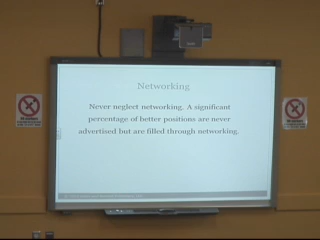 Networking
Never neglect networking. A significant
percentage of better positions are never
advertised but are filled through networking.